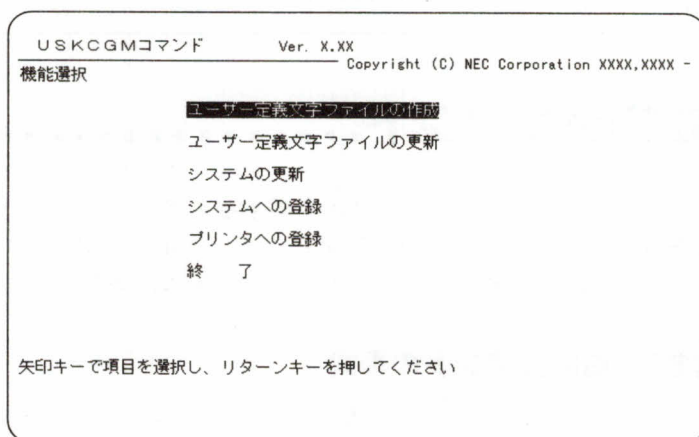 USKCGMコマンド Ver. X.XX
Copyright (C) NEC Corporation XXXX,XXXX -
機能選択
ユーザー定義文字ファイルの作成
ユーザー定義文字ファイルの更新
システムの更新
システムへの登録
プリンタへの登録
終 了
矢印キーで項目を選択し、リターンキーを押してください